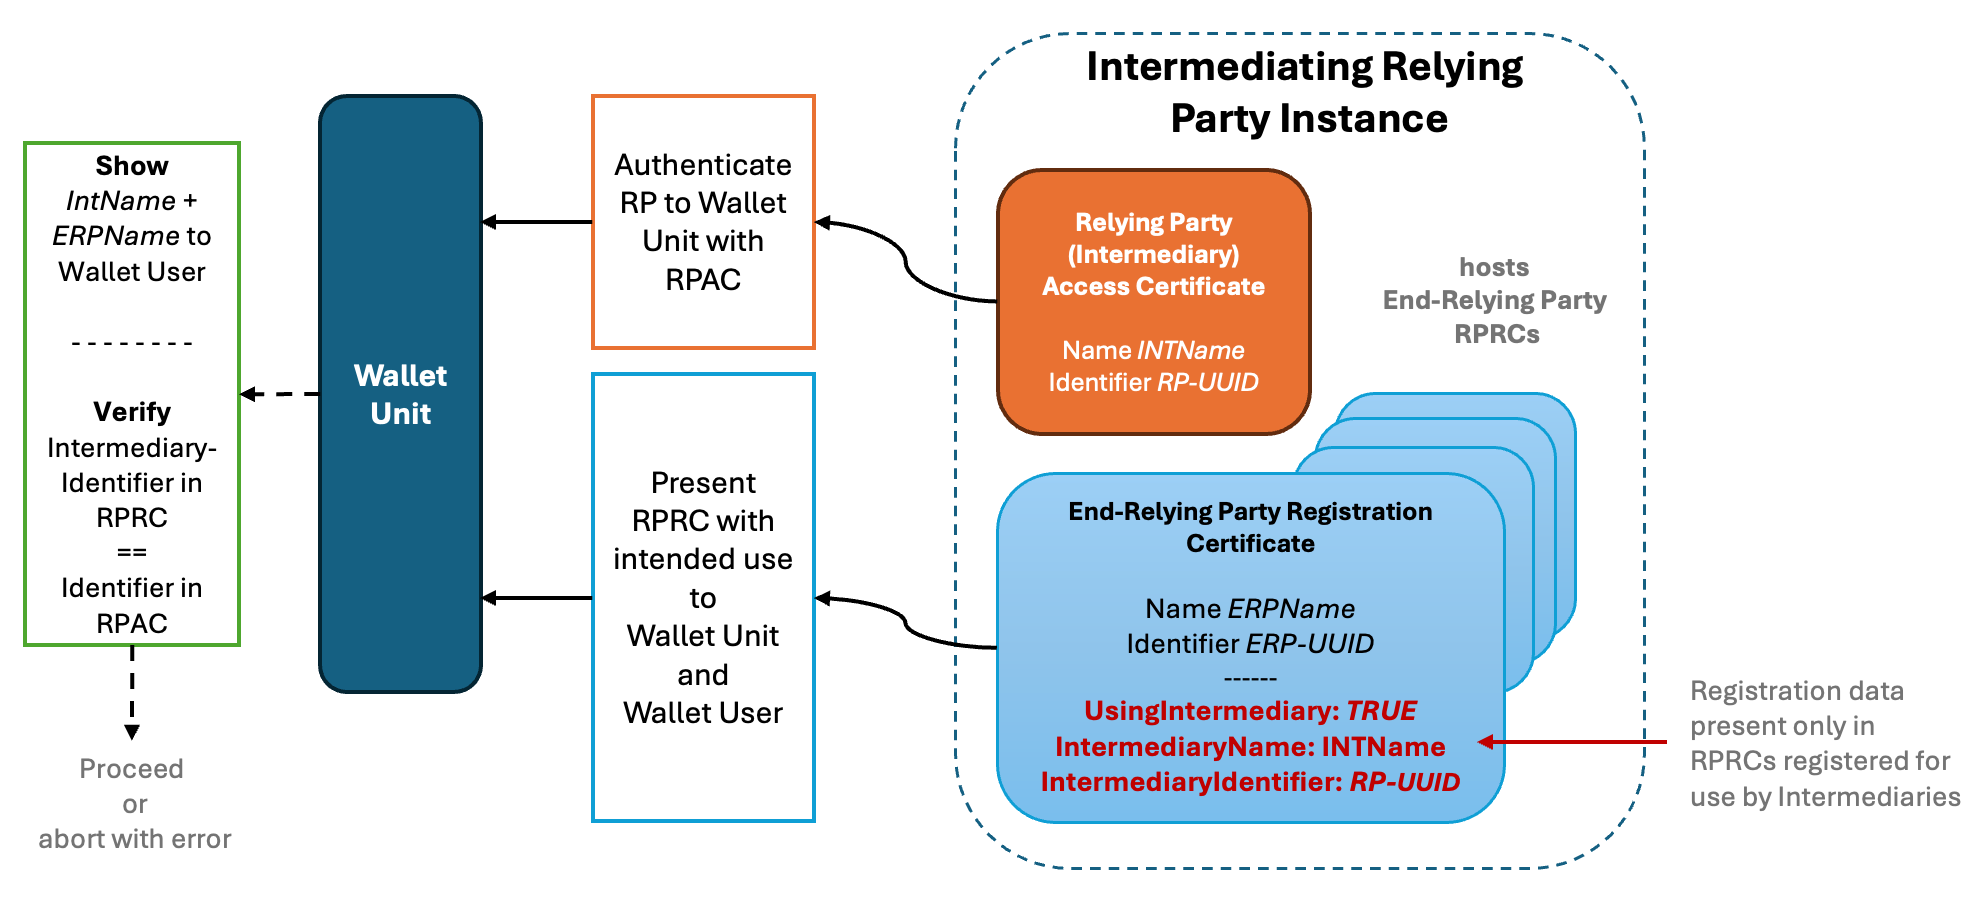 Intermediating Relying
Party Instance
Show
IntName +
ERPName to
Wallet User
- - - - - - - -
Verify
Intermediary-
Identifier in
RPRC
==
Identifier in
RPAC
Proceed
or
abort with error
Wallet
Unit
Authenticate
RP to Wallet
Unit with
RPAC
Present
RPRC with
intended use
to
Wallet Unit
and
Wallet User
Relying Party
(Intermediary)
Access Certificate
Name INTName
Identifier RP-UUID
hosts
End-Relying Party
RPRCs
End-Relying Party Registration
Certificate
Name ERPName
Identifier ERP-UUID
------
UsingIntermediary: TRUE
IntermediaryName: INTName
IntermediaryIdentifier: RP-UUID
Registration data
present only in
RPRCs registered for
use by Intermediaries